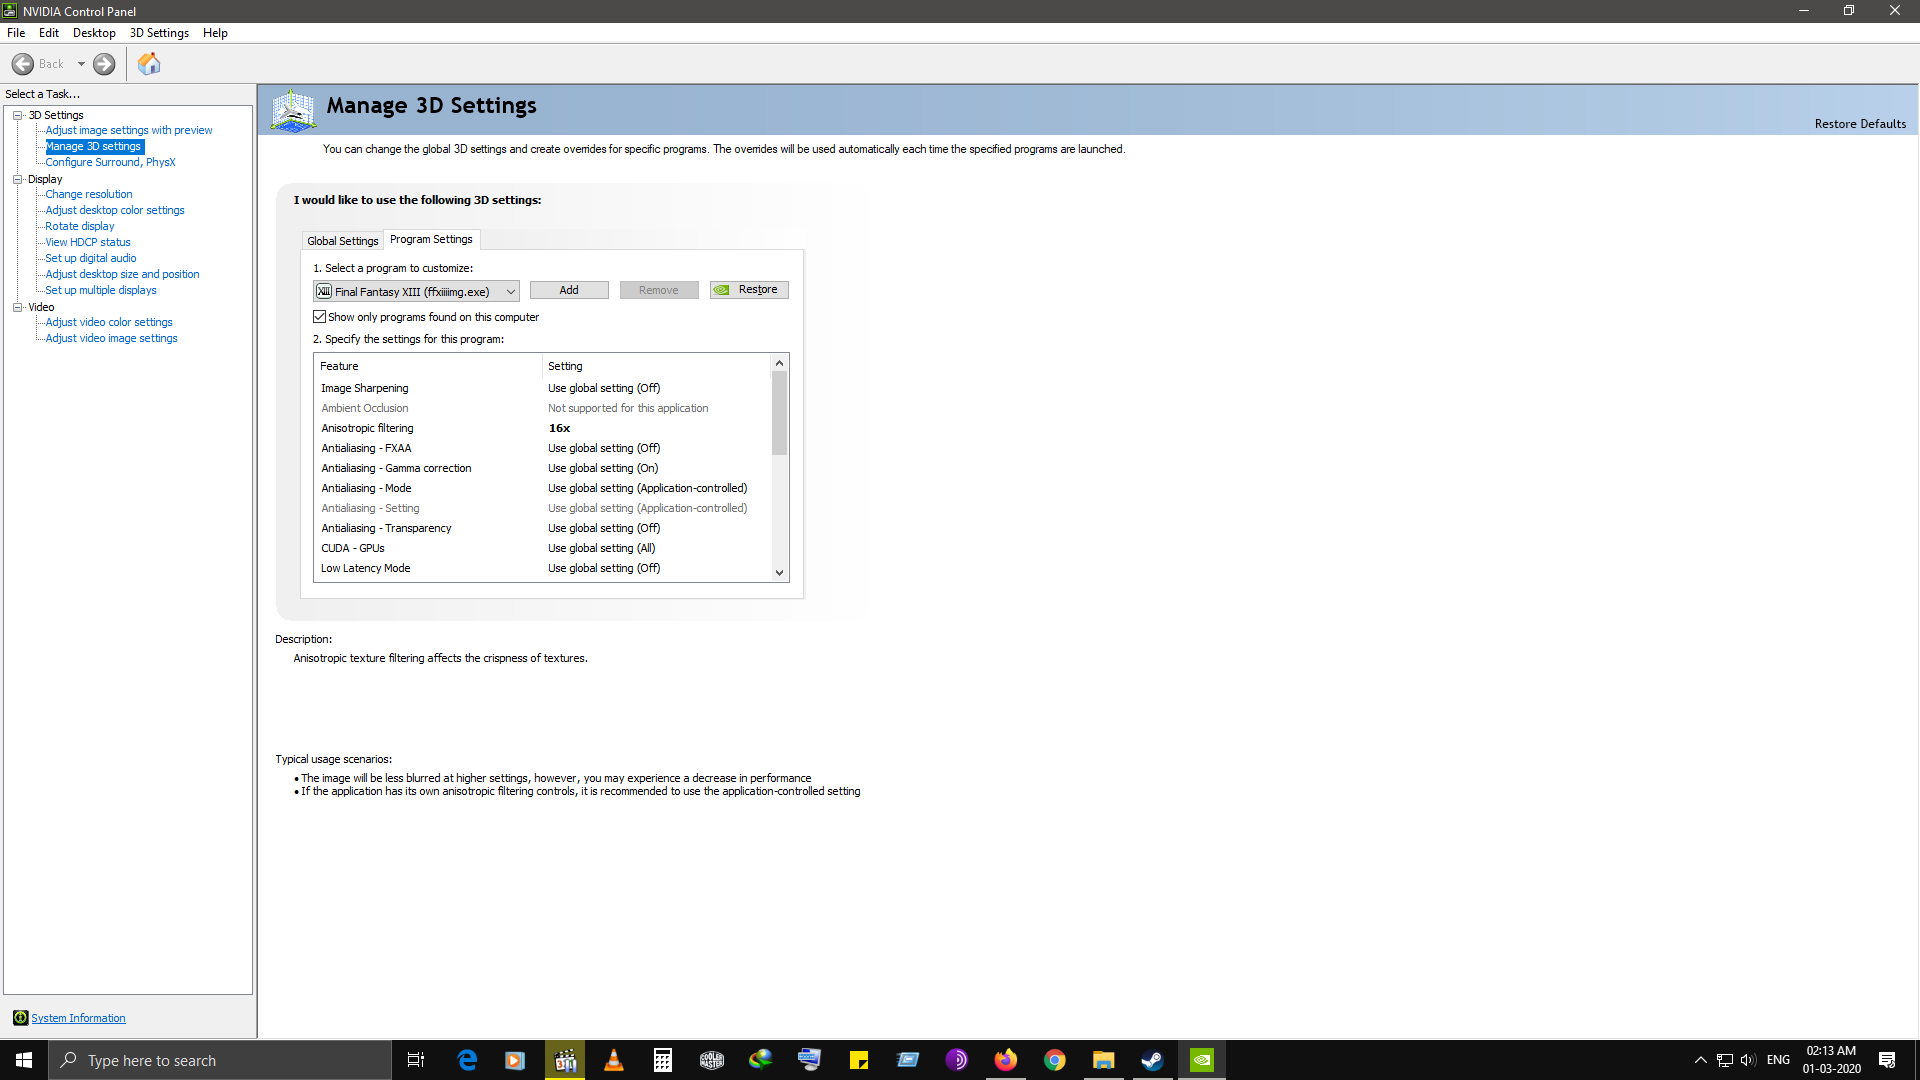 NVIDIA Control Panel
File Edit Desktop 3D Settings Help
Back
Select a Task...
3D Settings
Adjust image settings with preview
Manage 3D settings
Configure Surround, PhysX
Display
Change resolution
Adjust desktop color settings
Rotate display
View HDCP status
Set up digital audio
Adjust desktop size and position
Set up multiple displays
Video
Adjust video color settings
Adjust video image settings
System Information
Manage 3D Settings
Restore Defaults
You can change the global 3D settings and create overrides for specific programs. The overrides will be used automatically each time the specified programs are launched.
I would like to use the following 3D settings:
Global Settings Program Settings
1. Select a program to customize:
XIII Final Fantasy XIII (ffxiiiimg.exe) Add Remove Restore
Show only programs found on this computer
2. Specify the settings for this program:
Feature Setting
Image Sharpening Use global setting (Off)
Ambient Occlusion Not supported for this application
Anisotropic filtering 16x
Antialiasing - FXAA Use global setting (Off)
Antialiasing - Gamma correction Use global setting (On)
Antialiasing - Mode Use global setting (Application-controlled)
Antialiasing - Setting Use global setting (Application-controlled)
Antialiasing - Transparency Use global setting (Off)
CUDA - GPUs Use global setting (All)
Low Latency Mode Use global setting (Off)
Description:
Anisotropic texture filtering affects the crispness of textures.
Typical usage scenarios:
• The image will be less blurred at higher settings, however, you may experience a decrease in performance
• If the application has its own anisotropic filtering controls, it is recommended to use the application-controlled setting
Type here to search
COOLER MASTER
ENG
02:13 AM
01-03-2020